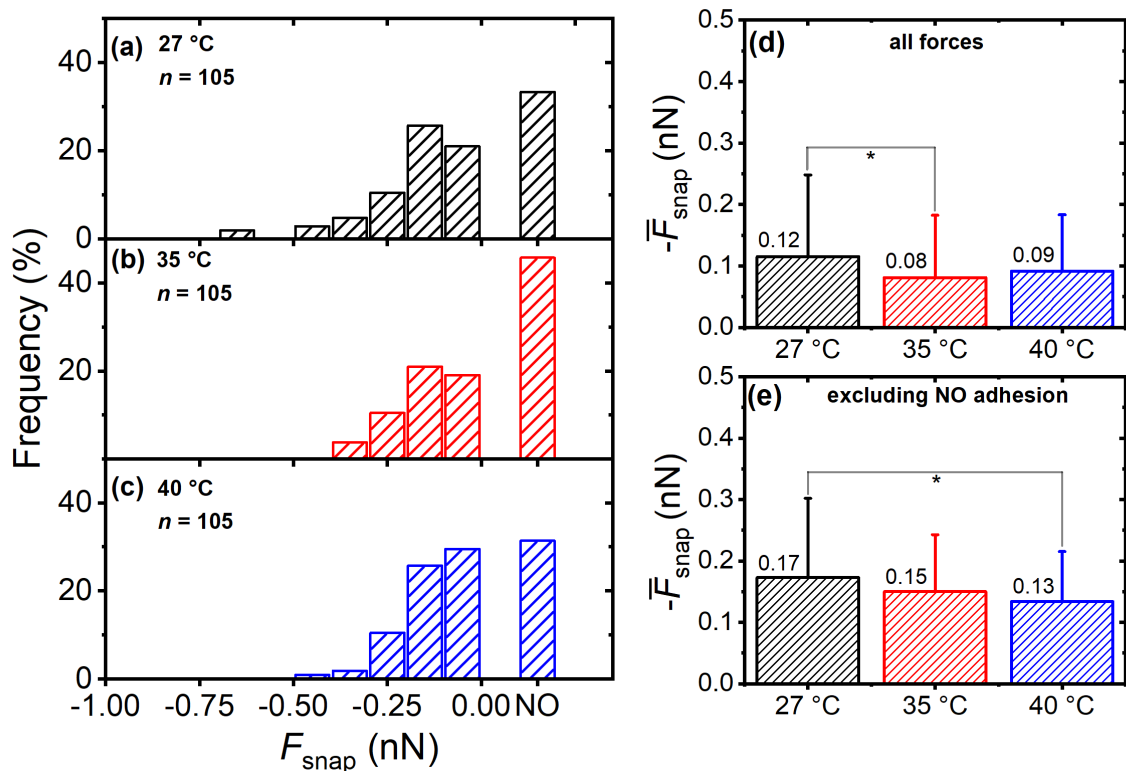 (a) 27 °C
n = 105
40
20
0
(b) 35 °C
n = 105
40
20
(c) 40 °C
n = 105
40
20
0
Frequency (%)
-1.00 -0.75 -0.50 -0.25 0.00 NO
Fsnap (nN)
(d) all forces
0.5
0.4
0.3
0.2
0.1
0.0
-F̅snap (nN)
*
0.12
0.08
0.09
27 °C 35 °C 40 °C
(e) excluding NO adhesion
0.5
0.4
0.3
0.2
0.1
0.0
-F̅snap (nN)
*
0.17
0.15
0.13
27 °C 35 °C 40 °C